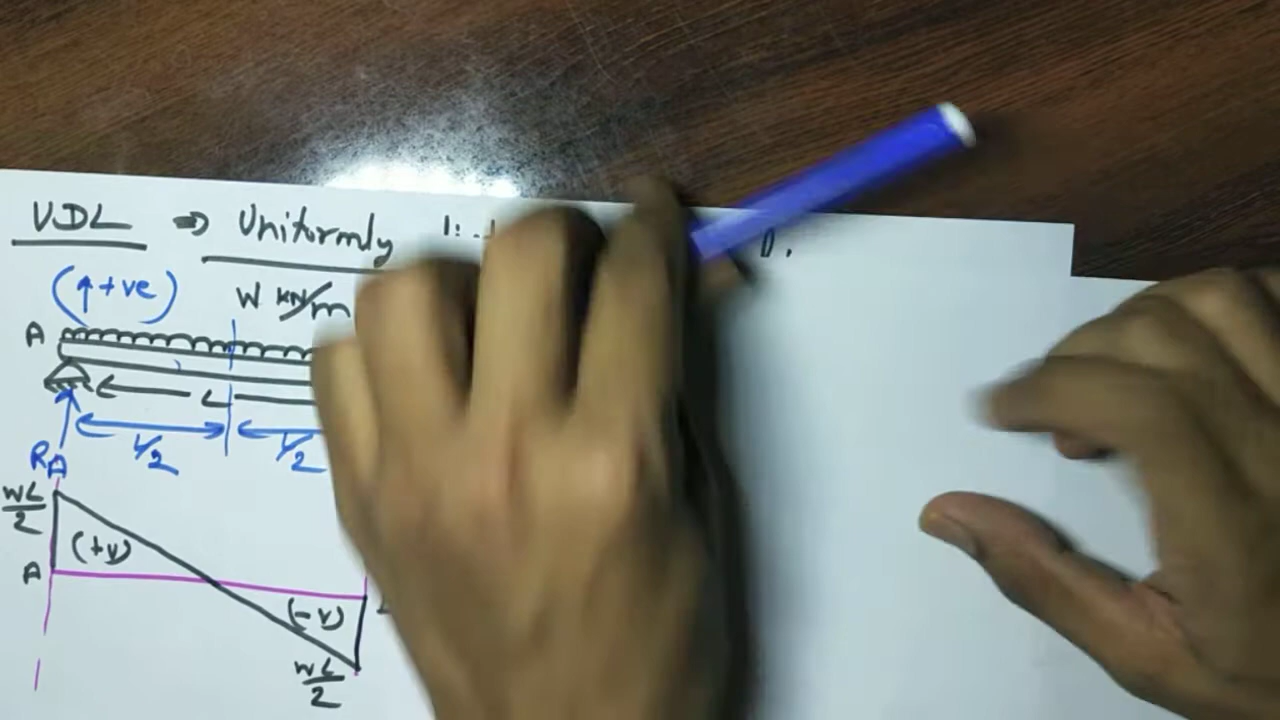 UDL ⇒ Uniformly
(↑+ve) W kN/m
A
L
L/2 L/2
RA
WL/2
(+v)
A
(-v)
WL/2